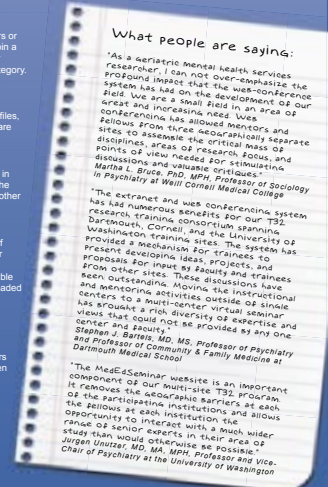 s or
in a
tegory.
files,
are
in
he
other
f
r
ble
aded
rs
en
What people are saying:
"As a geriatric mental health services
researcher, I can not over-emphasize the
profound impact that the web-conference
system has had on the development of our
field. We are a small field in an area of
great and increasing need. Web
conferencing has allowed mentors and
fellows from three geographically separate
sites to assemble the critical mass of
disciplines, areas of research focus, and
points of view needed for stimulating
discussions and valuable critiques."
Martha L. Bruce, PhD, MPH, Professor of Sociology
in Psychiatry at Weill Cornell Medical College
"The extranet and web conferencing system
has had numerous benefits for our T32
research training consortium spanning
Dartmouth, Cornell, and the University of
Washington training sites. The system has
provided a mechanism for trainees to
present developing ideas, projects, and
proposals for input by faculty and trainees
from other sites. These discussions have
been outstanding. Moving the instructional
and mentoring activities outside of single
centers to a multi-center virtual seminar
has brought a rich diversity of expertise and
views that could not be provided by any one
center and faculty."
Stephen J. Bartels, MD, MS, Professor of Psychiatry
and Professor of Community & Family Medicine at
Dartmouth Medical School
"The MedEdSeminar website is an important
component of our multi-site T32 program.
It removes the geographic barriers at each
of the participating institutions and allows
the fellows at each institution the
opportunity to interact with a much wider
range of senior experts in their area of
study than would otherwise be possible."
Jurgen Unutzer, MD, MA, MPH, Professor and Vice-
Chair of Psychiatry at the University of Washington